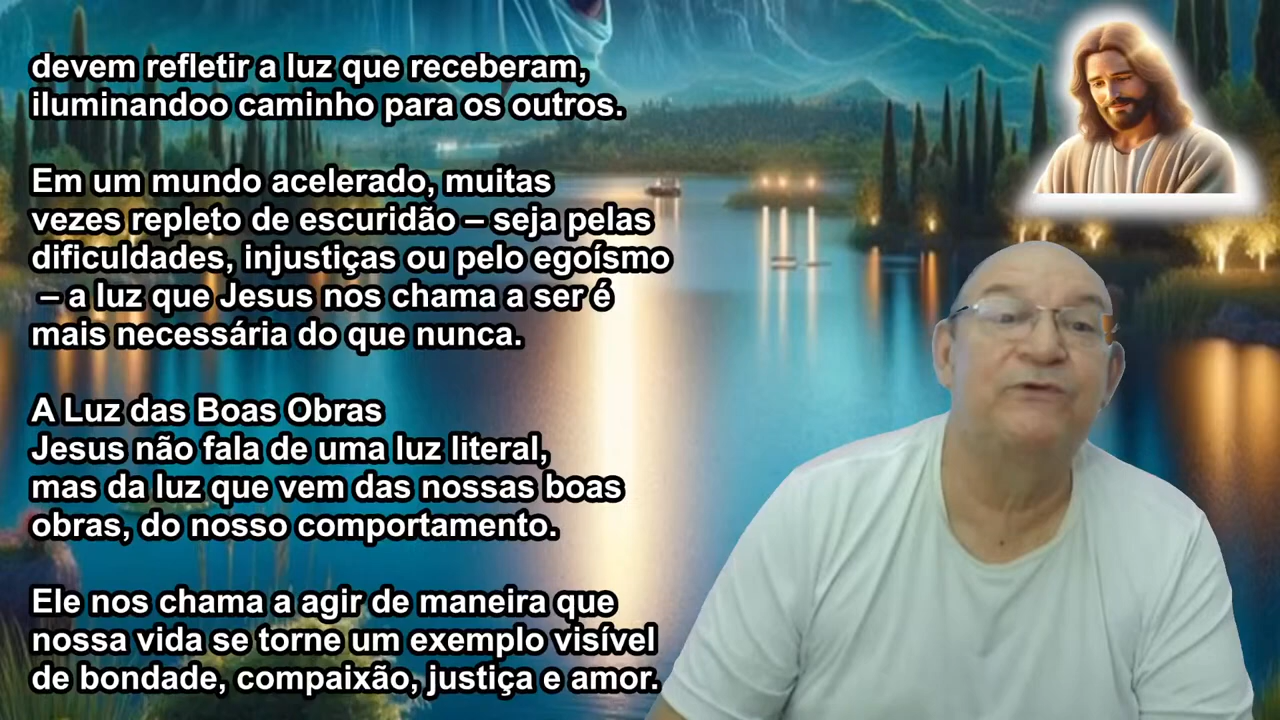 devem refletir a luz que receberam,
iluminandoo caminho para os outros.
Em um mundo acelerado, muitas
vezes repleto de escuridão – seja pelas
dificuldades, injustiças ou pelo egoísmo
– a luz que Jesus nos chama a ser é
mais necessária do que nunca.
A Luz das Boas Obras
Jesus não fala de uma luz literal,
mas da luz que vem das nossas boas
obras, do nosso comportamento.
Ele nos chama a agir de maneira que
nossa vida se torne um exemplo visível
de bondade, compaixão, justiça e amor.